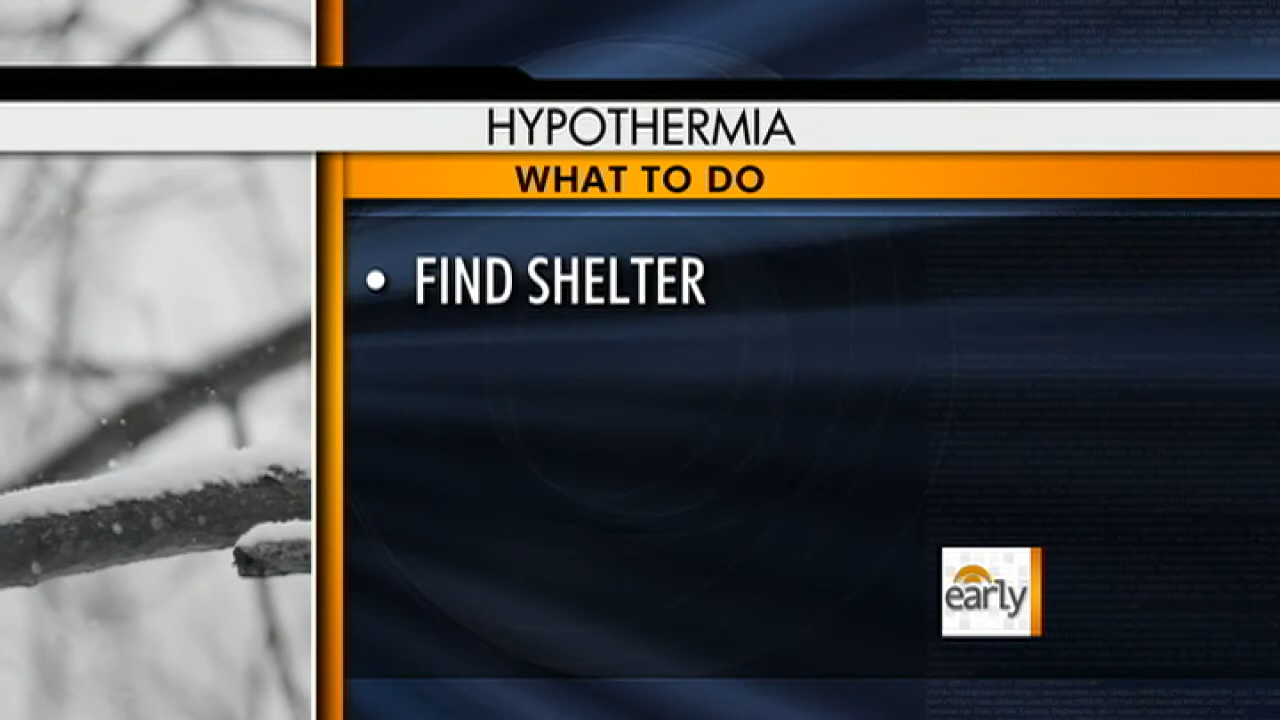 HYPOTHERMIA
WHAT TO DO
• FIND SHELTER
early